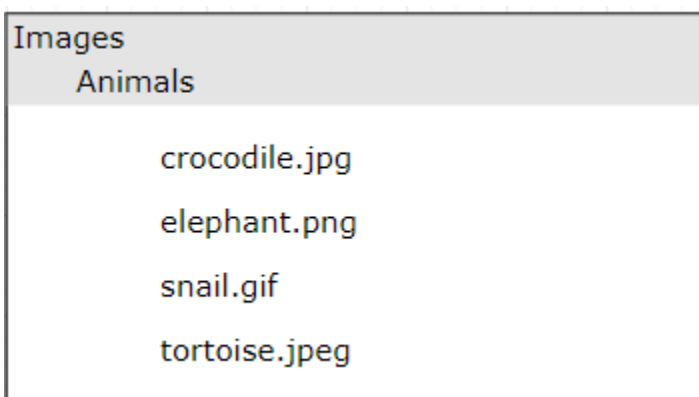 Images
Animals
crocodile.jpg
elephant.png
snail.gif
tortoise.jpeg